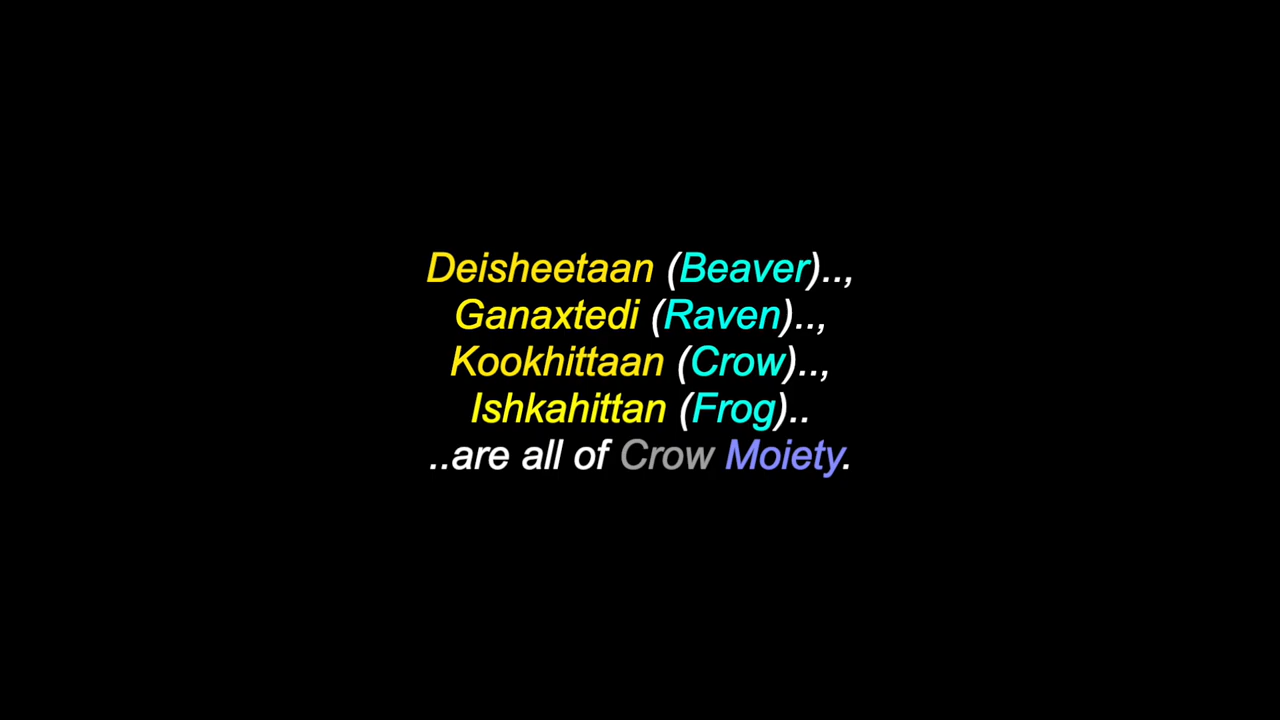 Deisheetaan (Beaver)..,
Ganaxtedi (Raven)..,
Kookhittaan (Crow)..,
Ishkahittan (Frog)..
..are all of Crow Moiety.